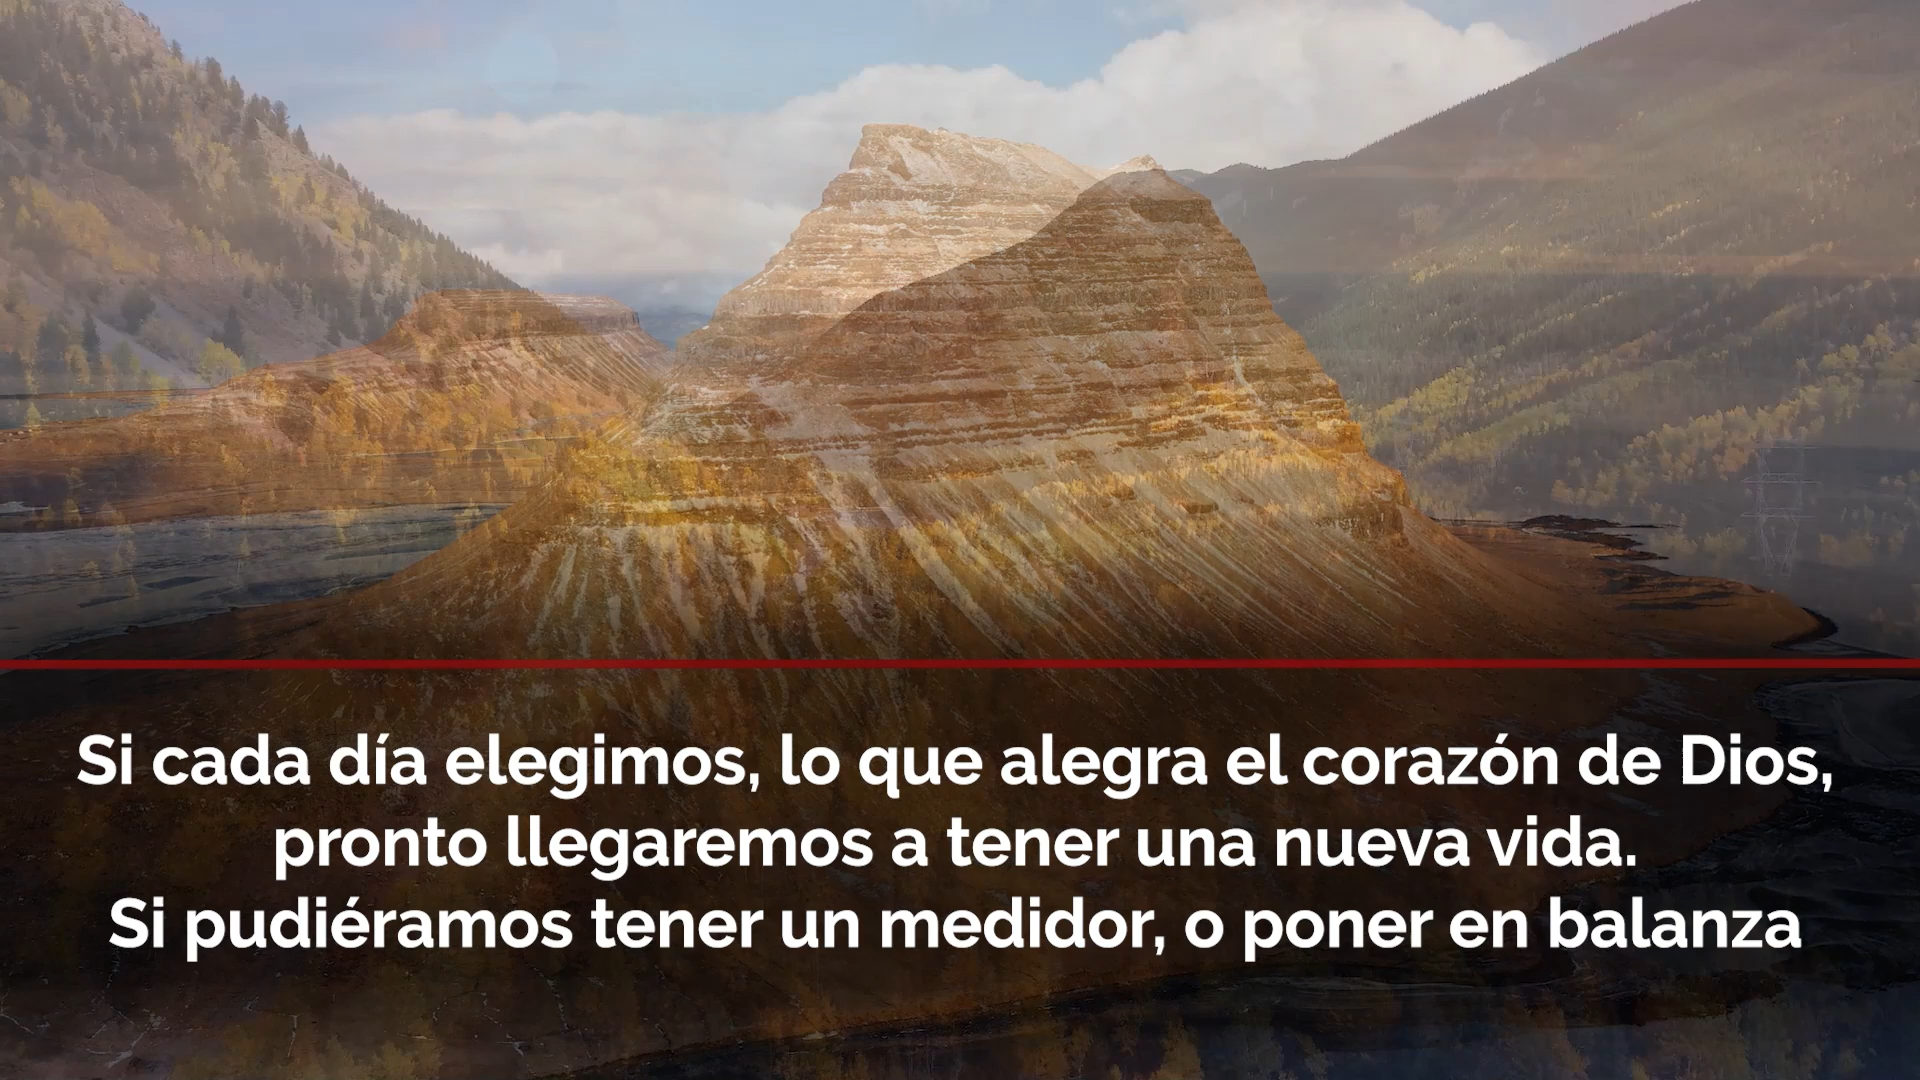 Si cada día elegimos, lo que alegra el corazón de Dios,
pronto llegaremos a tener una nueva vida.
Si pudiéramos tener un medidor, o poner en balanza